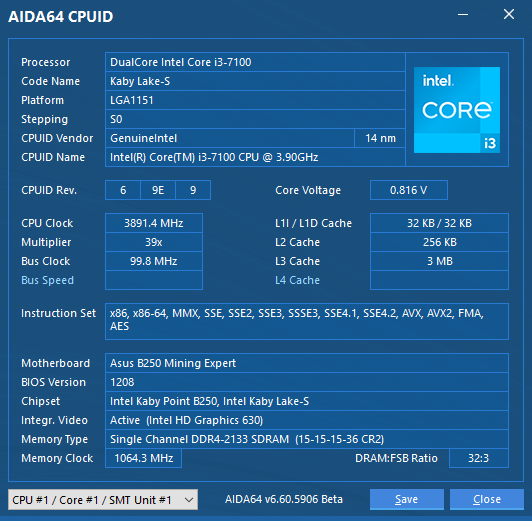 AIDA64 CPUID
Processor DualCore Intel Core i3-7100
Code Name Kaby Lake-S
Platform LGA1151
Stepping S0
CPUID Vendor GenuineIntel 14 nm
CPUID Name Intel(R) Core(TM) i3-7100 CPU @ 3.90GHz
intel.
CORE™
i3
CPUID Rev. 6 9E 9 Core Voltage 0.816 V
CPU Clock 3891.4 MHz L1I / L1D Cache 32 KB / 32 KB
Multiplier 39x L2 Cache 256 KB
Bus Clock 99.8 MHz L3 Cache 3 MB
Bus Speed L4 Cache
Instruction Set x86, x86-64, MMX, SSE, SSE2, SSE3, SSSE3, SSE4.1, SSE4.2, AVX, AVX2, FMA,
AES
Motherboard Asus B250 Mining Expert
BIOS Version 1208
Chipset Intel Kaby Point B250, Intel Kaby Lake-S
Integr. Video Active (Intel HD Graphics 630)
Memory Type Single Channel DDR4-2133 SDRAM (15-15-15-36 CR2)
Memory Clock 1064.3 MHz DRAM:FSB Ratio 32:3
CPU #1 / Core #1 / SMT Unit #1 AIDA64 v6.60.5906 Beta Save Close